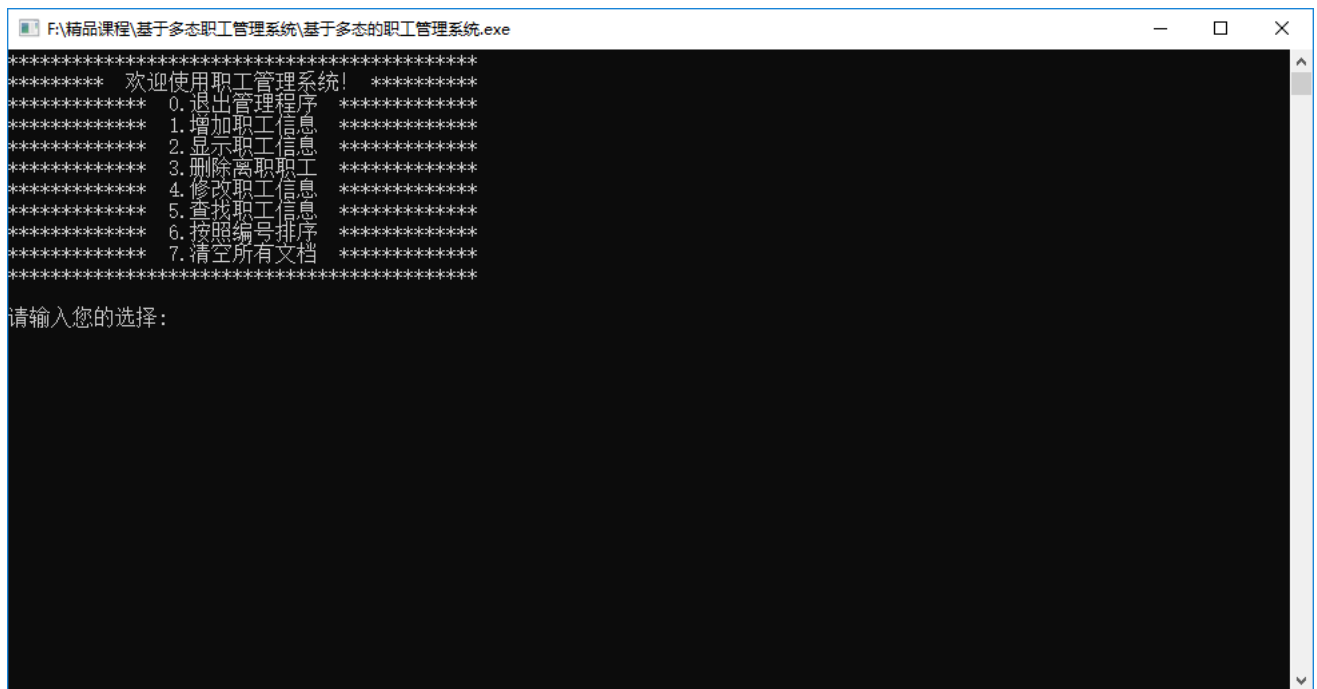 F:\精品课程\基于多态职工管理系统\基于多态的职工管理系统.exe
********************************************
*********  欢迎使用职工管理系统!  **********
*************  0.退出管理程序  *************
*************  1.增加职工信息  *************
*************  2.显示职工信息  *************
*************  3.删除离职职工  *************
*************  4.修改职工信息  *************
*************  5.查找职工信息  *************
*************  6.按照编号排序  *************
*************  7.清空所有文档  *************
********************************************
请输入您的选择: